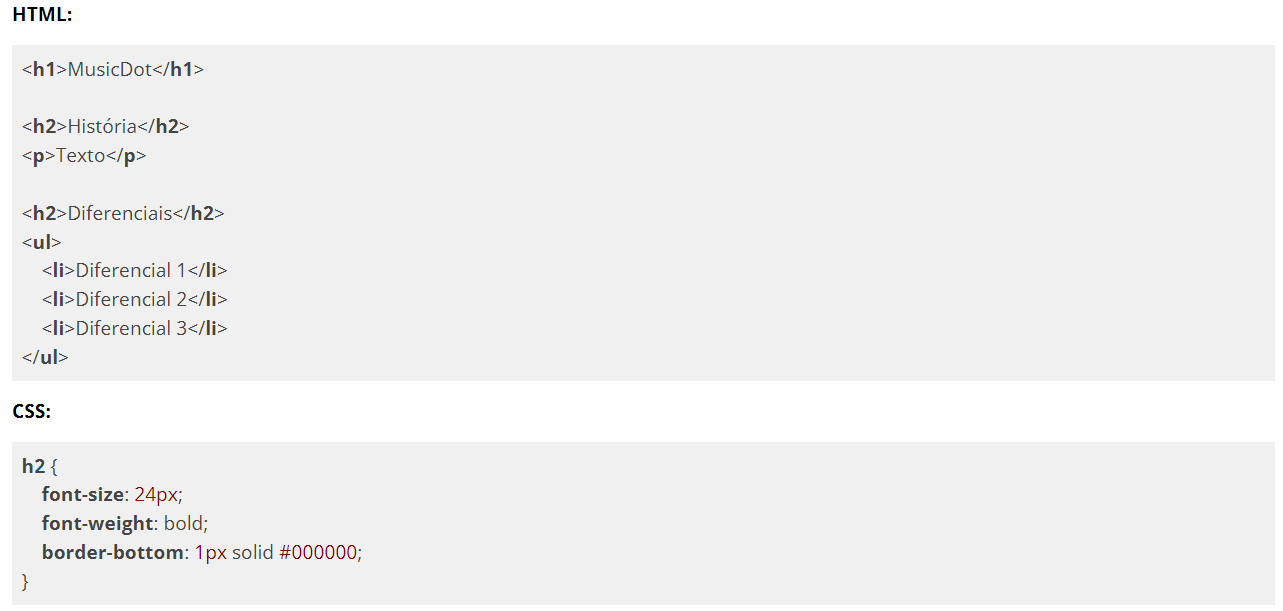 HTML:
<h1>MusicDot</h1>
<h2>História</h2>
<p>Texto</p>
<h2>Diferenciais</h2>
<ul>
<li>Diferencial 1</li>
<li>Diferencial 2</li>
<li>Diferencial 3</li>
</ul>
CSS:
h2 {
font-size: 24px;
font-weight: bold;
border-bottom: 1px solid #000000;
}